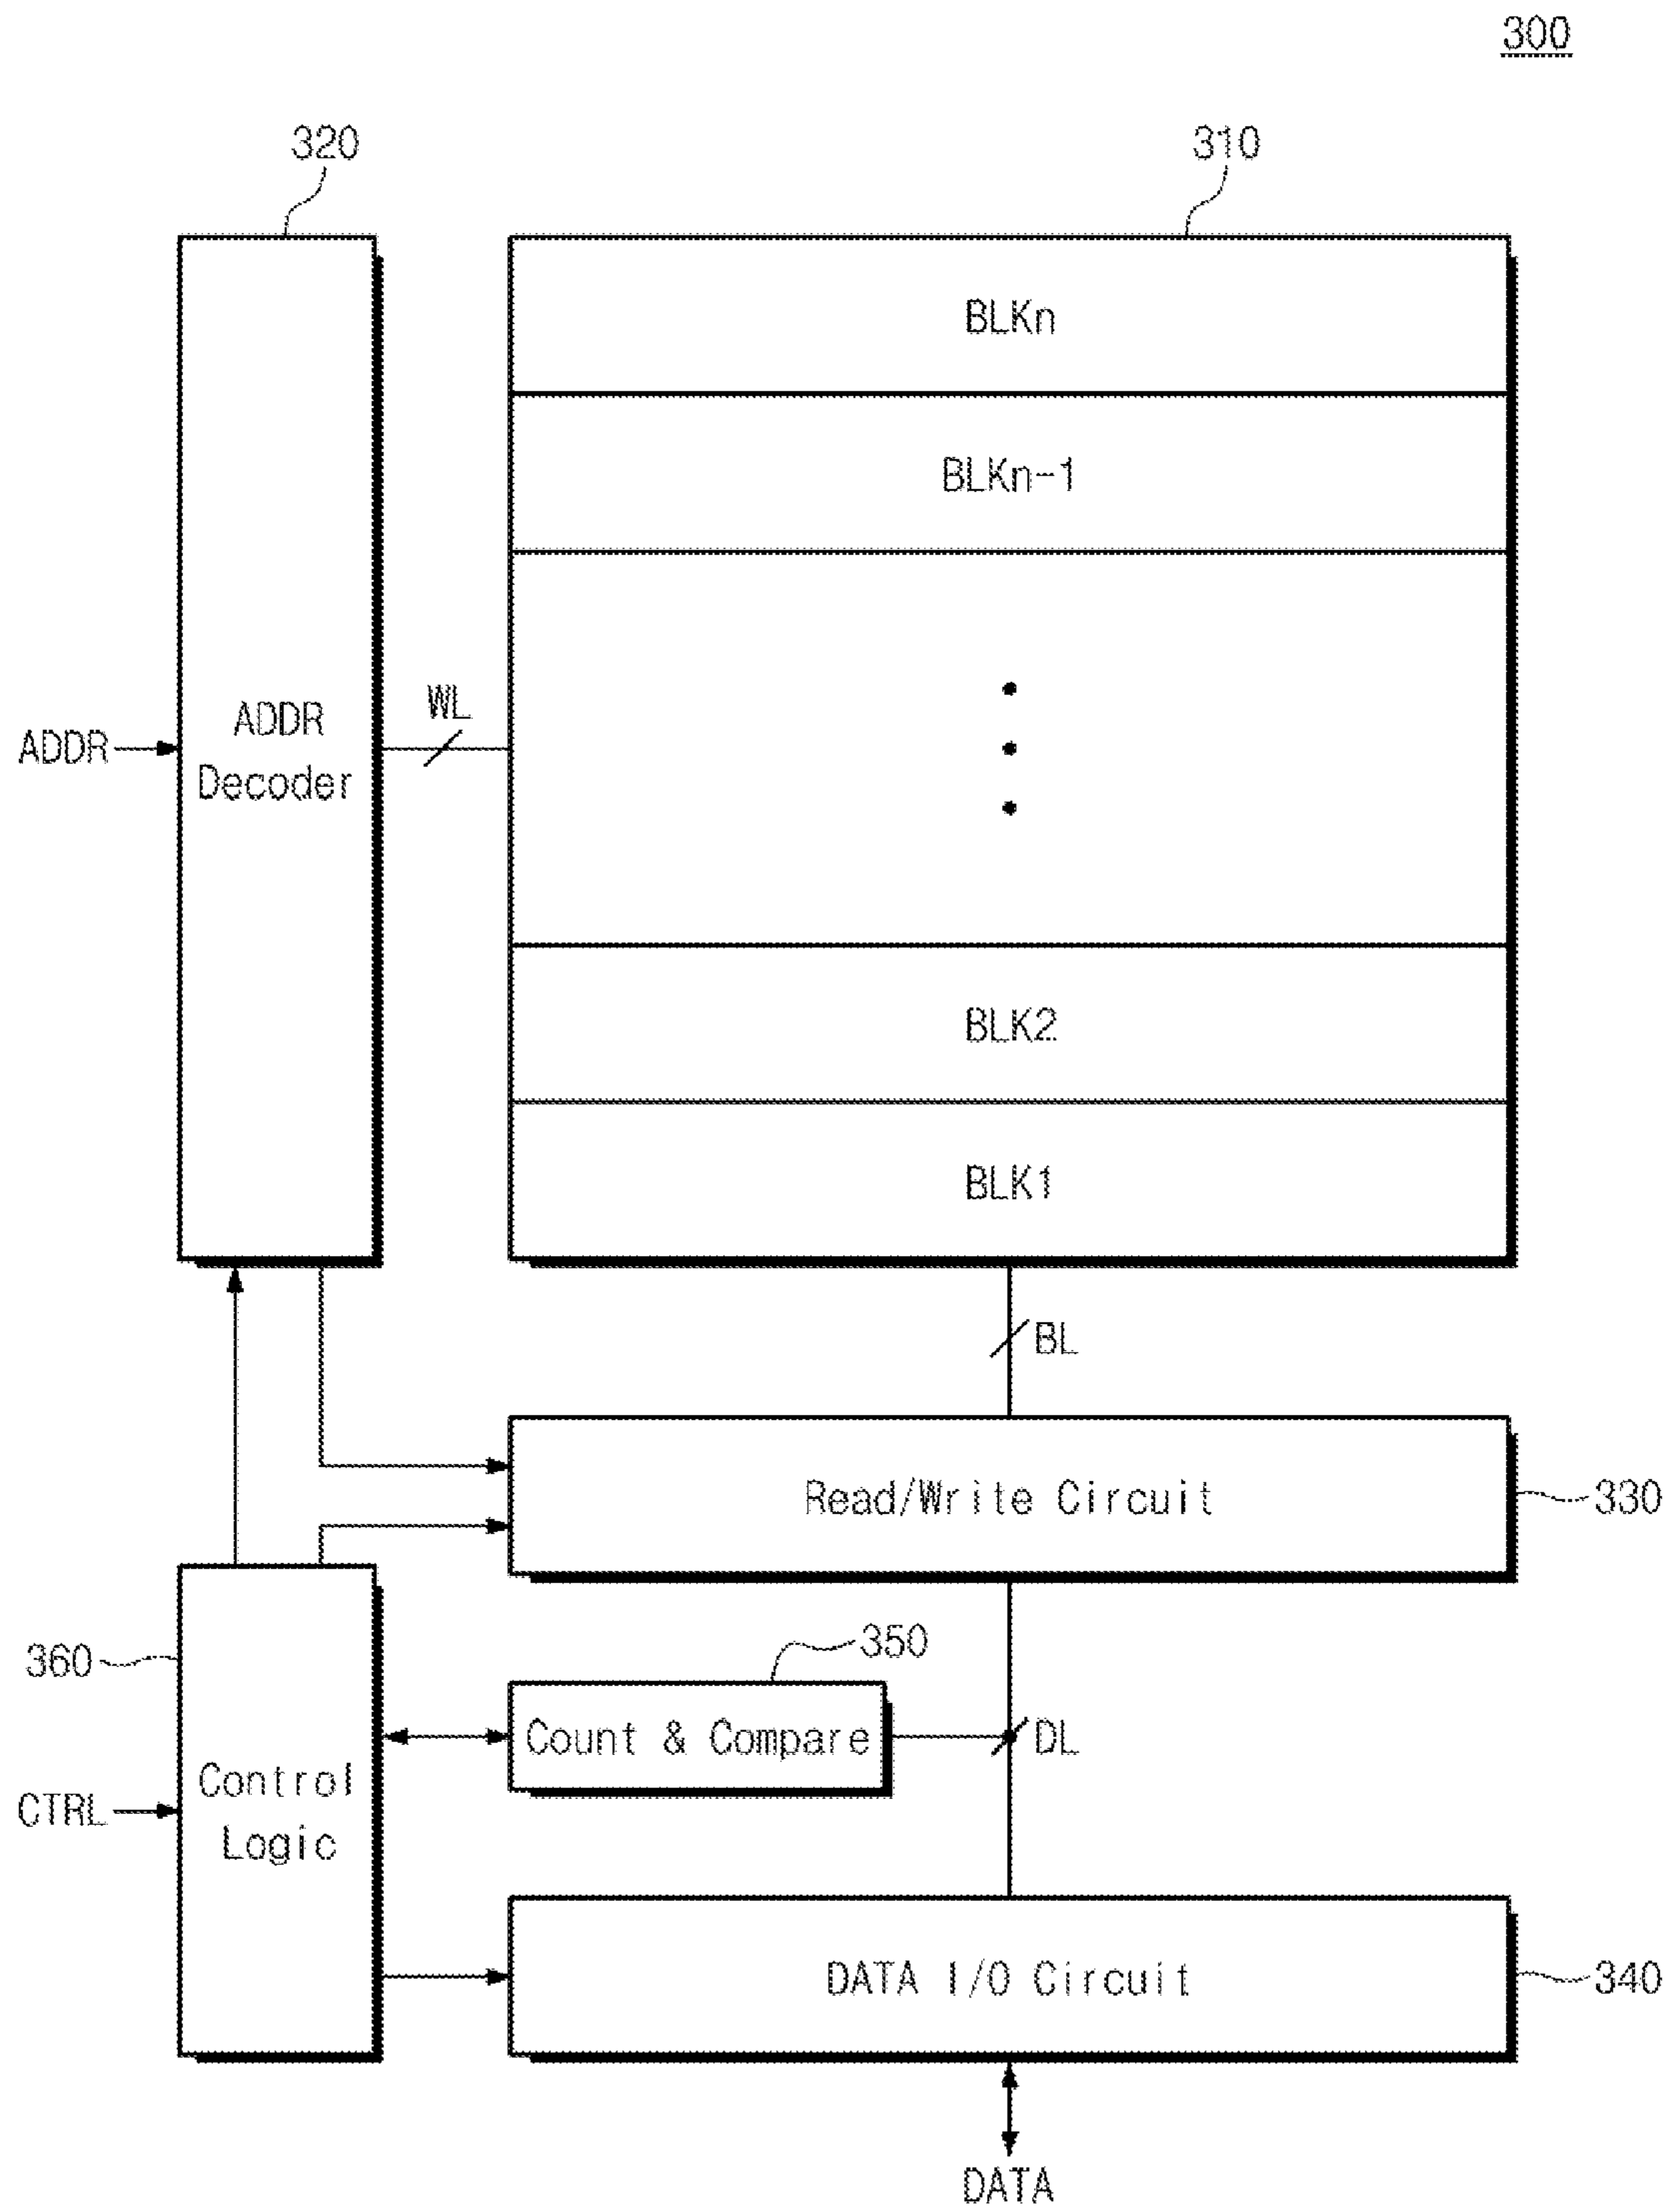 300
320
310
BLKn
BLKn-1
WL
ADDR
ADDR
Decoder
BLK2
BLK1
BL
Read/Write Circuit
330
350
360
Count & Compare
DL
Control
Logic
CTRL
DATA I/O Circuit
340
DATA